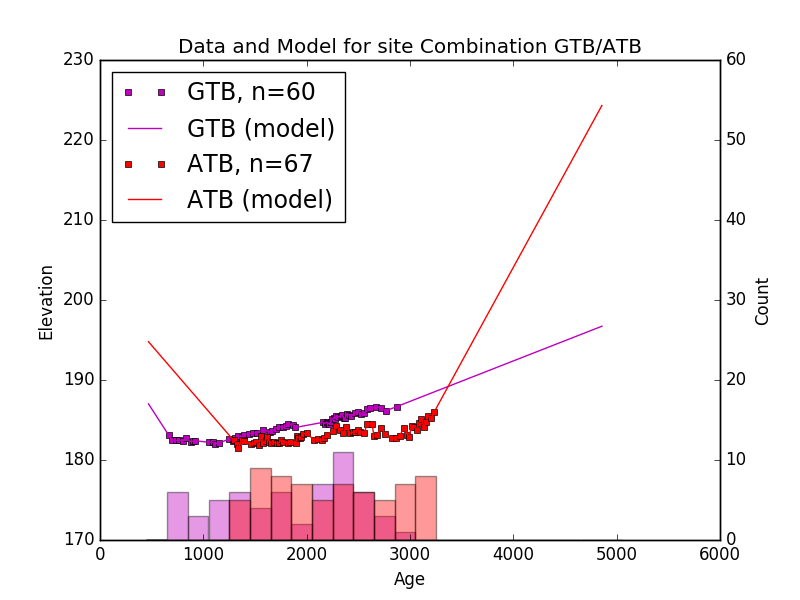 Data and Model for site Combination GTB/ATB
230
220
210
200
190
180
170
60
50
40
30
20
10
0
GTB, n=60
GTB (model)
ATB, n=67
ATB (model)
Elevation
Count
0 1000 2000 3000 4000 5000 6000
Age